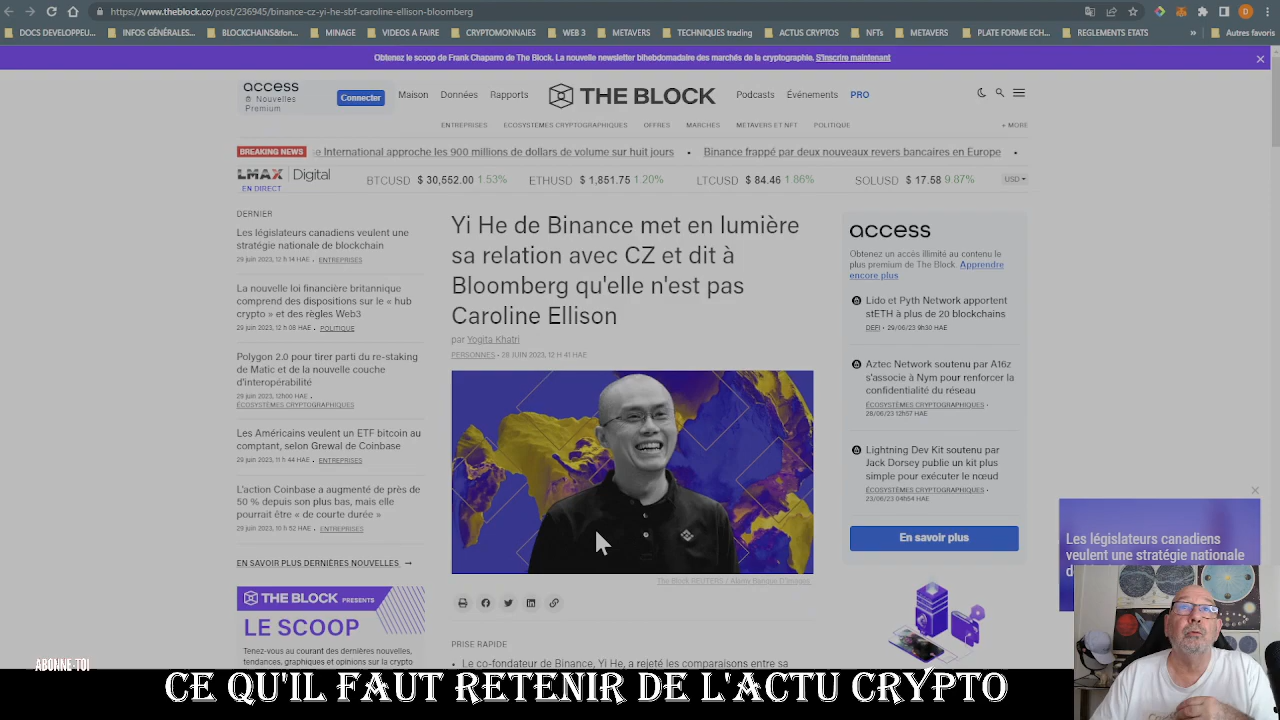 https://www.theblock.co/post/236945/binance-cz-yi-he-sbf-caroline-ellison-bloomberg
DOCS DEVELOPPEU... INFOS GÉNÉRALES... BLOCKCHAINS&fon... MINAGE VIDEOS A FAIRE CRYPTOMONNAIES WEB 3 METAVERS TECHNIQUES trading ACTUS CRYPTOS NFTs METAVERS PLATE FORME ECH... REGLEMENTS ETATS » Autres favoris
Obtenez le scoop de Frank Chaparro de The Block. La nouvelle newsletter bihebdomadaire des marchés de la cryptographie. S'inscrire maintenant
access
Nouvelles
Premium
Connecter
Maison Données Rapports THE BLOCK Podcasts Événements PRO
ENTREPRISES ECOSYSTÈMES CRYPTOGRAPHIQUES OFFRES MARCHÉS METAVERS ET NFT POLITIQUE + MORE
BREAKING NEWS e International approche les 900 millions de dollars de volume sur huit jours • Binance frappé par deux nouveaux revers bancaires en Europe •
LMAX Digital
EN DIRECT
BTCUSD $ 30,552.00 1.53% ETHUSD $ 1,851.75 1.20% LTCUSD $ 84.46 1.86% SOLUSD $ 17.58 9.87% USD
DERNIER
Les législateurs canadiens veulent une
stratégie nationale de blockchain
29 juin 2023, 12 h 14 HAE • ENTREPRISES
La nouvelle loi financière britannique
comprend des dispositions sur le « hub
crypto » et des règles Web3
29 juin 2023, 12 h 08 HAE • POLITIQUE
Polygon 2.0 pour tirer parti du re-staking
de Matic et de la nouvelle couche
d'interopérabilité
29 juin 2023, 12h00 HAE •
ÉCOSYSTÈMES CRYPTOGRAPHIQUES
Les Américains veulent un ETF bitcoin au
comptant, selon Grewal de Coinbase
29 juin 2023, 11 h 44 HAE • ENTREPRISES
L'action Coinbase a augmenté de près de
50 % depuis son plus bas, mais elle
pourrait être « de courte durée »
29 juin 2023, 10 h 52 HAE • ENTREPRISES
EN SAVOIR PLUS DERNIÈRES NOUVELLES →
THE BLOCK PRESENTS
LE SCOOP
Tenez-vous au courant des dernières nouvelles,
tendances, graphiques et opinions sur la crypto
Yi He de Binance met en lumière
sa relation avec CZ et dit à
Bloomberg qu'elle n'est pas
Caroline Ellison
par Yogita Khatri
PERSONNES • 28 JUIN 2023, 12 H 41 HAE
The Block REUTERS / Alamy Banque D'Images
PRISE RAPIDE
• Le co-fondateur de Binance, Yi He, a rejeté les comparaisons entre sa
access
Obtenez un accès illimité au contenu le
plus premium de The Block. Apprendre
encore plus
Lido et Pyth Network apportent
stETH à plus de 20 blockchains
DEFI • 29/06/23 9h30 HAE
Aztec Network soutenu par A16z
s'associe à Nym pour renforcer la
confidentialité du réseau
ÉCOSYSTÈMES CRYPTOGRAPHIQUES •
28/06/23 12h57 HAE
Lightning Dev Kit soutenu par
Jack Dorsey publie un kit plus
simple pour exécuter le nœud
ÉCOSYSTÈMES CRYPTOGRAPHIQUES •
23/06/23 04h54 HAE
En savoir plus
Les législateurs canadiens
veulent une stratégie nationale
ABONNE-TOI
CE QU'IL FAUT RETENIR DE L'ACTU CRYPTO